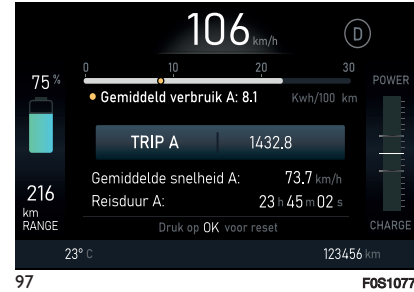 106 km/h
D
0 10 20 30
75 %
POWER
Gemiddeld verbruik A: 8.1 Kwh/100 km
TRIP A 1432.8
Gemiddelde snelheid A: 73.7 km/h
216
km
RANGE
Reisduur A: 23 h 45 m 02 s
Druk op OK voor reset
CHARGE
23° C 123456 km
97 F0S1077